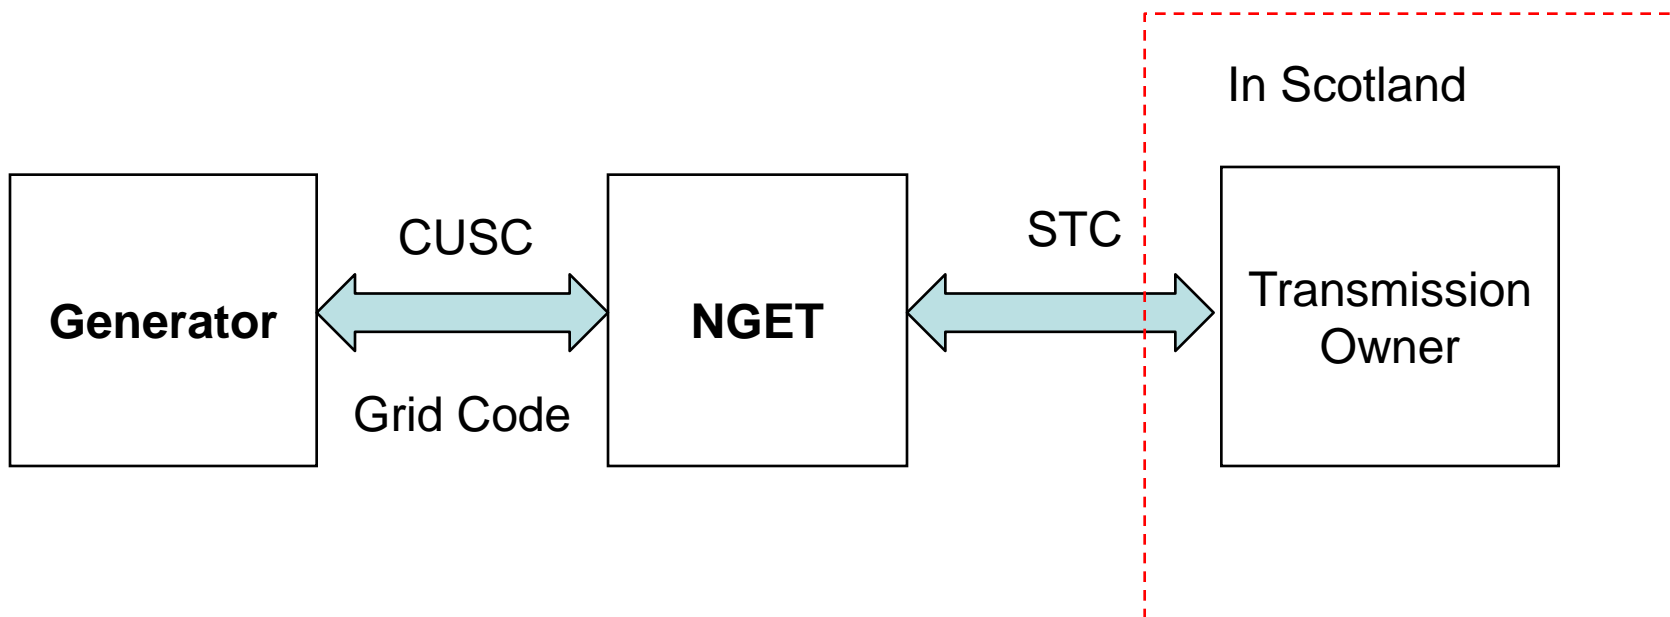 In Scotland
CUSC
STC
Generator
NGET
Transmission
Owner
Grid Code